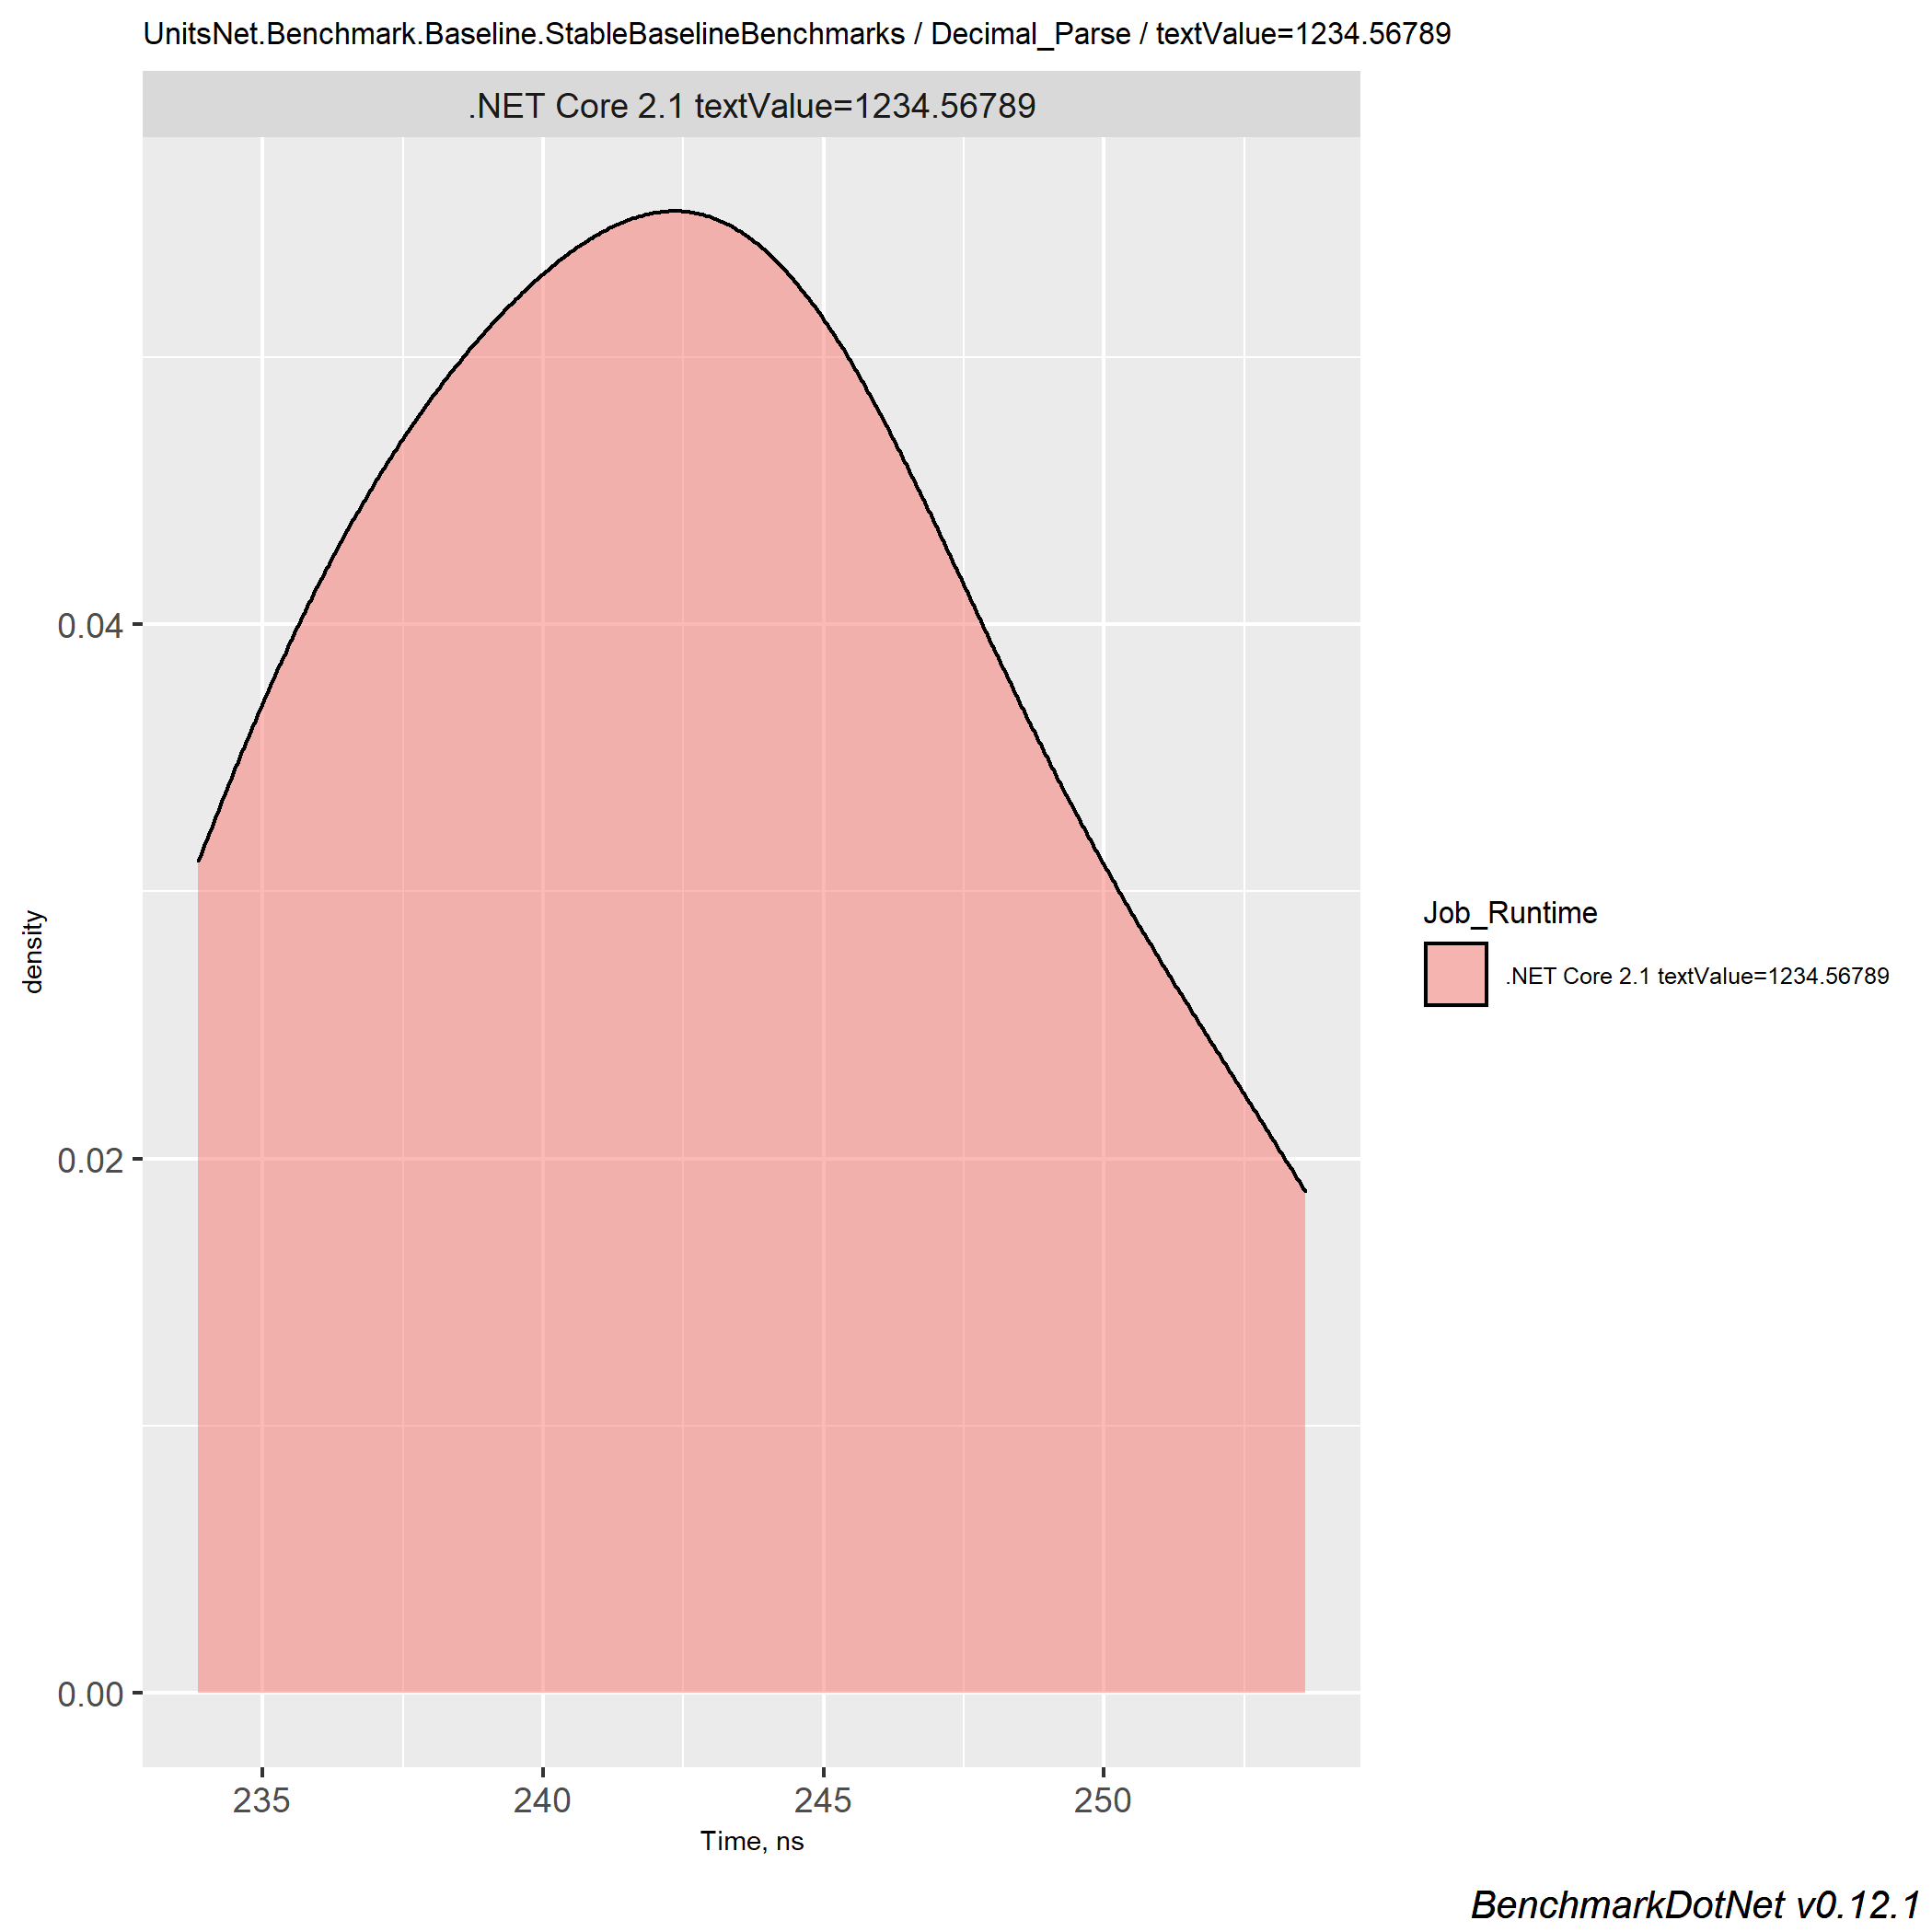 UnitsNet.Benchmark.Baseline.StableBaselineBenchmarks / Decimal_Parse / textValue=1234.56789
.NET Core 2.1 textValue=1234.56789
0.04
0.02
0.00
density
235 240 245 250
Time, ns
Job_Runtime
.NET Core 2.1 textValue=1234.56789
BenchmarkDotNet v0.12.1